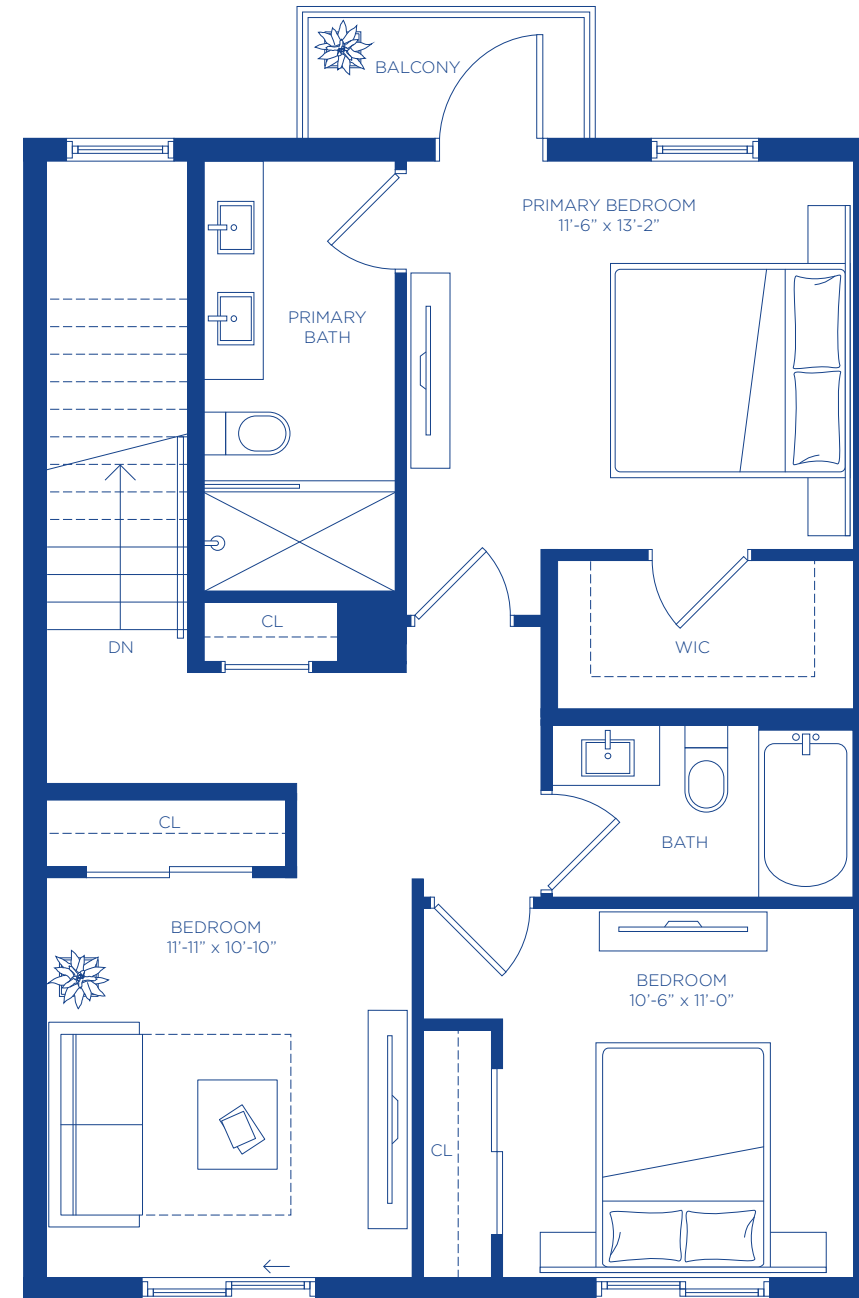 BALCONY
PRIMARY BEDROOM
11’-6” x 13’-2”
PRIMARY
BATH
CL
DN
WIC
CL
BATH
BEDROOM
11’-11” x 10’-10”
BEDROOM
10’-6” x 11’-0”
CL